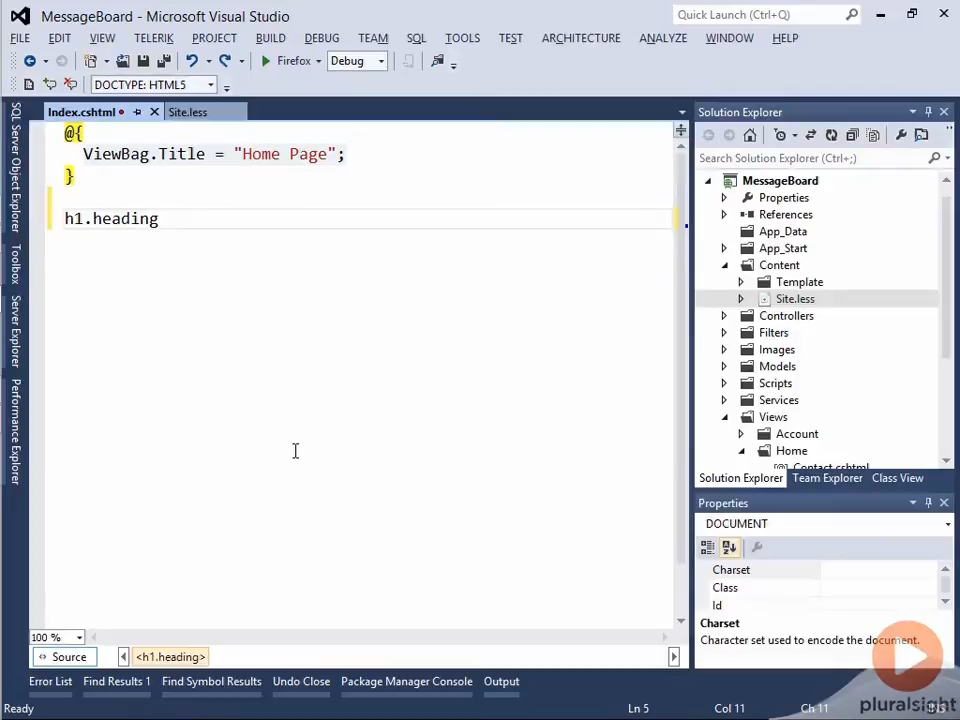 MessageBoard - Microsoft Visual Studio
Quick Launch (Ctrl+Q)
FILE EDIT VIEW TELERIK PROJECT BUILD DEBUG TEAM SQL TOOLS TEST ARCHITECTURE ANALYZE WINDOW HELP
Firefox Debug
DOCTYPE: HTML5
SQL Server Object Explorer
Toolbox
Server Explorer
Performance Explorer
Index.cshtml Site.less
@{
ViewBag.Title = "Home Page";
}
h1.heading
100 %
Source <h1.heading>
Solution Explorer
Search Solution Explorer (Ctrl+;)
MessageBoard
Properties
References
App_Data
App_Start
Content
Template
Site.less
Controllers
Filters
Images
Models
Scripts
Services
Views
Account
Home
Contact.cshtml
Solution Explorer Team Explorer Class View
Properties
DOCUMENT
Charset
Class
Id
Charset
Character set used to encode the document.
Error List Find Results 1 Find Symbol Results Undo Close Package Manager Console Output
Ready Ln 5 Col 11 Ch 11 INS
pluralsight